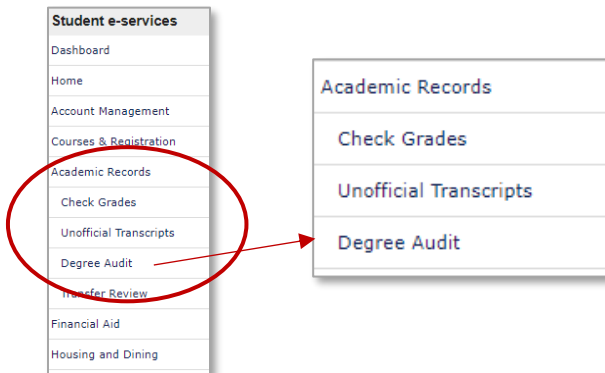 Student e-services
Dashboard
Home
Account Management
Courses & Registration
Academic Records
Check Grades
Unofficial Transcripts
Degree Audit
Transfer Review
Financial Aid
Housing and Dining
Academic Records
Check Grades
Unofficial Transcripts
Degree Audit